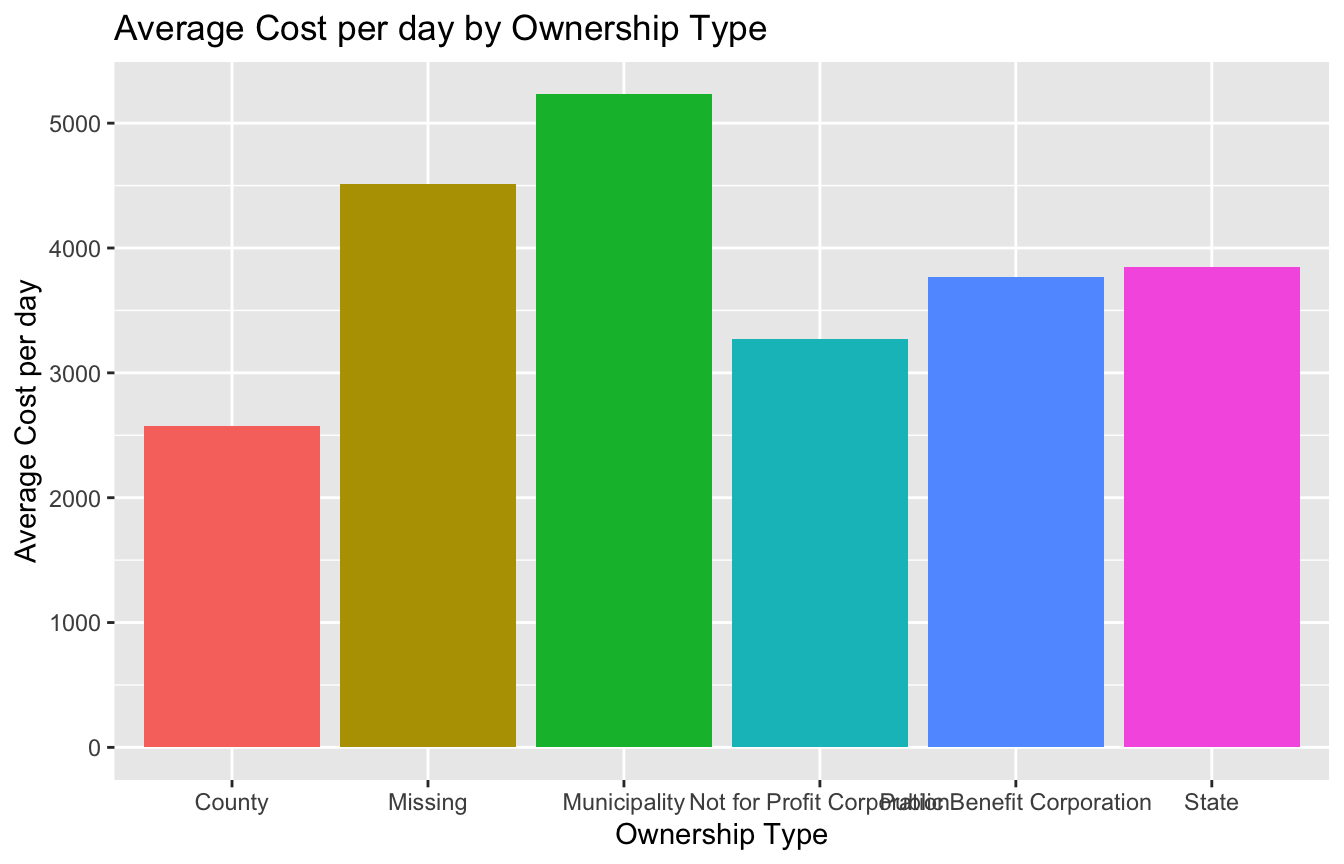 Average Cost per day by Ownership Type
Average Cost per day
5000
4000
3000
2000
1000
0
County
Missing
Municipality
Not for Profit Corporation
Public Benefit Corporation
State
Ownership Type